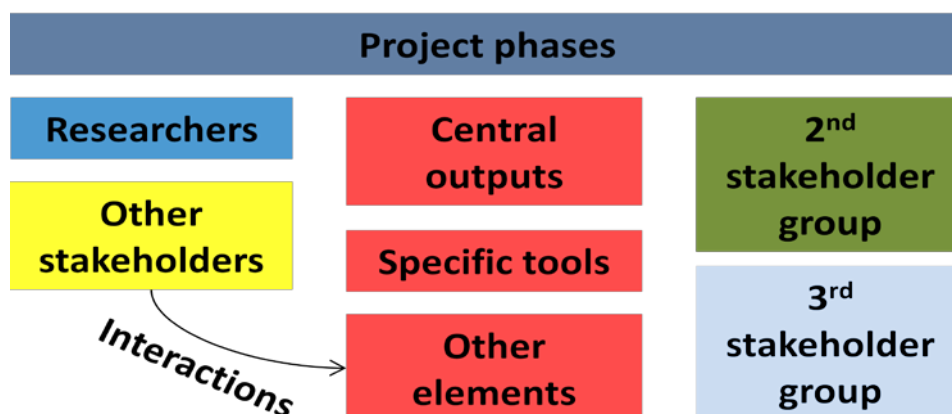 Project phases
Researchers
Other
stakeholders
Interactions
Central
outputs
Specific tools
Other
elements
2nd
stakeholder
group
3rd
stakeholder
group